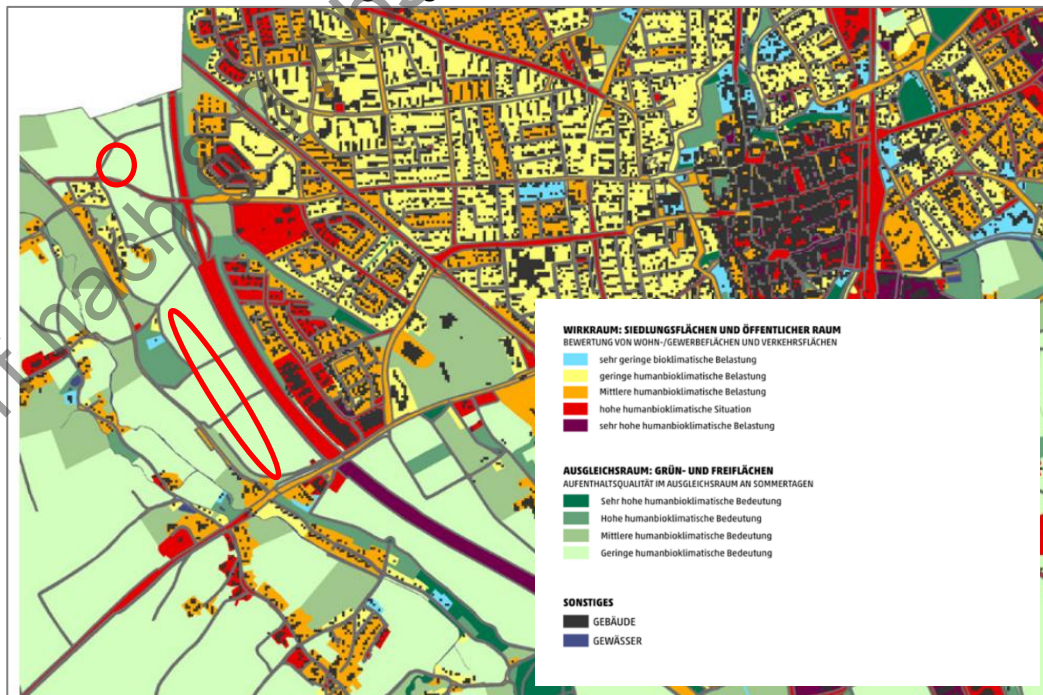 WIRKRAUM: SIEDLUNGSFLÄCHEN UND ÖFFENTLICHER RAUM
BEWERTUNG VON WOHN-/GEWERBEFLÄCHEN UND VERKEHRSFLÄCHEN
sehr geringe bioklimatische Belastung
geringe humanbioklimatische Belastung
Mittlere humanbioklimatische Belastung
hohe humanbioklimatische Situation
sehr hohe humanbioklimatische Belastung
AUSGLEICHSRAUM: GRÜN- UND FREIFLÄCHEN
AUFENTHALTSQUALITÄT IM AUSGLEICHSRAUM AN SOMMERTAGEN
Sehr hohe humanbioklimatische Bedeutung
Hohe humanbioklimatische Bedeutung
Mittlere humanbioklimatische Bedeutung
Geringe humanbioklimatische Bedeutung
SONSTIGES
GEBÄUDE
GEWÄSSER
nach